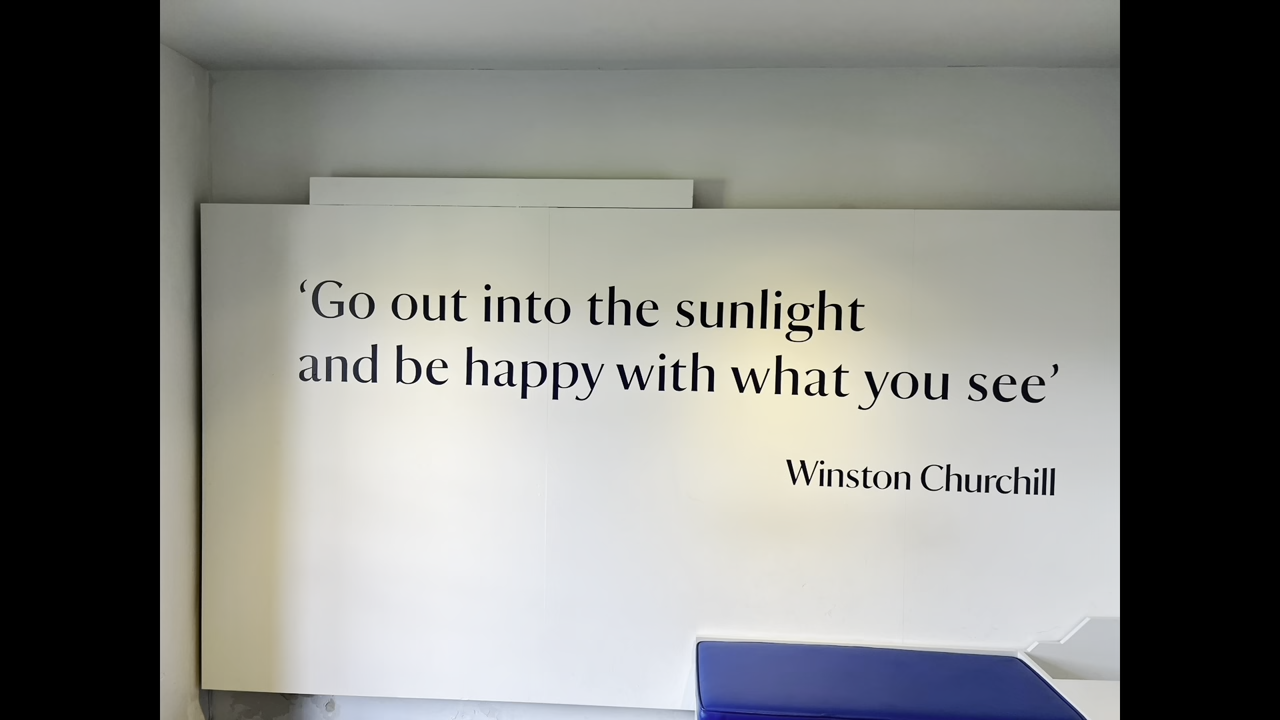 ‘Go out into the sunlight
and be happy with what you see’
Winston Churchill